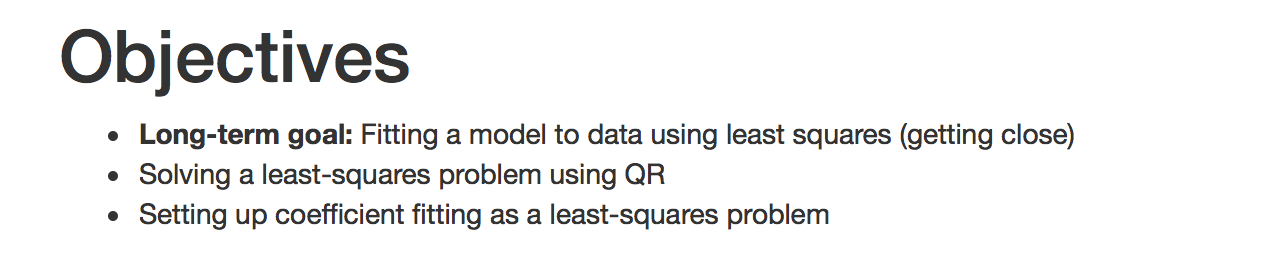 Objectives
• Long-term goal: Fitting a model to data using least squares (getting close)
• Solving a least-squares problem using QR
• Setting up coefficient fitting as a least-squares problem